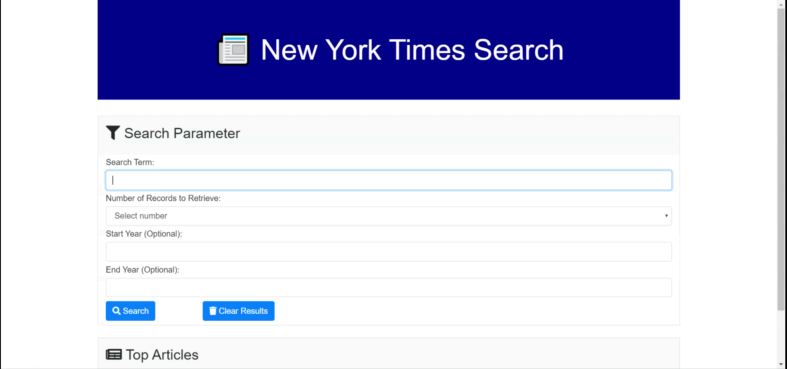 New York Times Search
Search Parameter
Search Term:
Number of Records to Retrieve:
Select number
Start Year (Optional):
End Year (Optional):
Search Clear Results
Top Articles